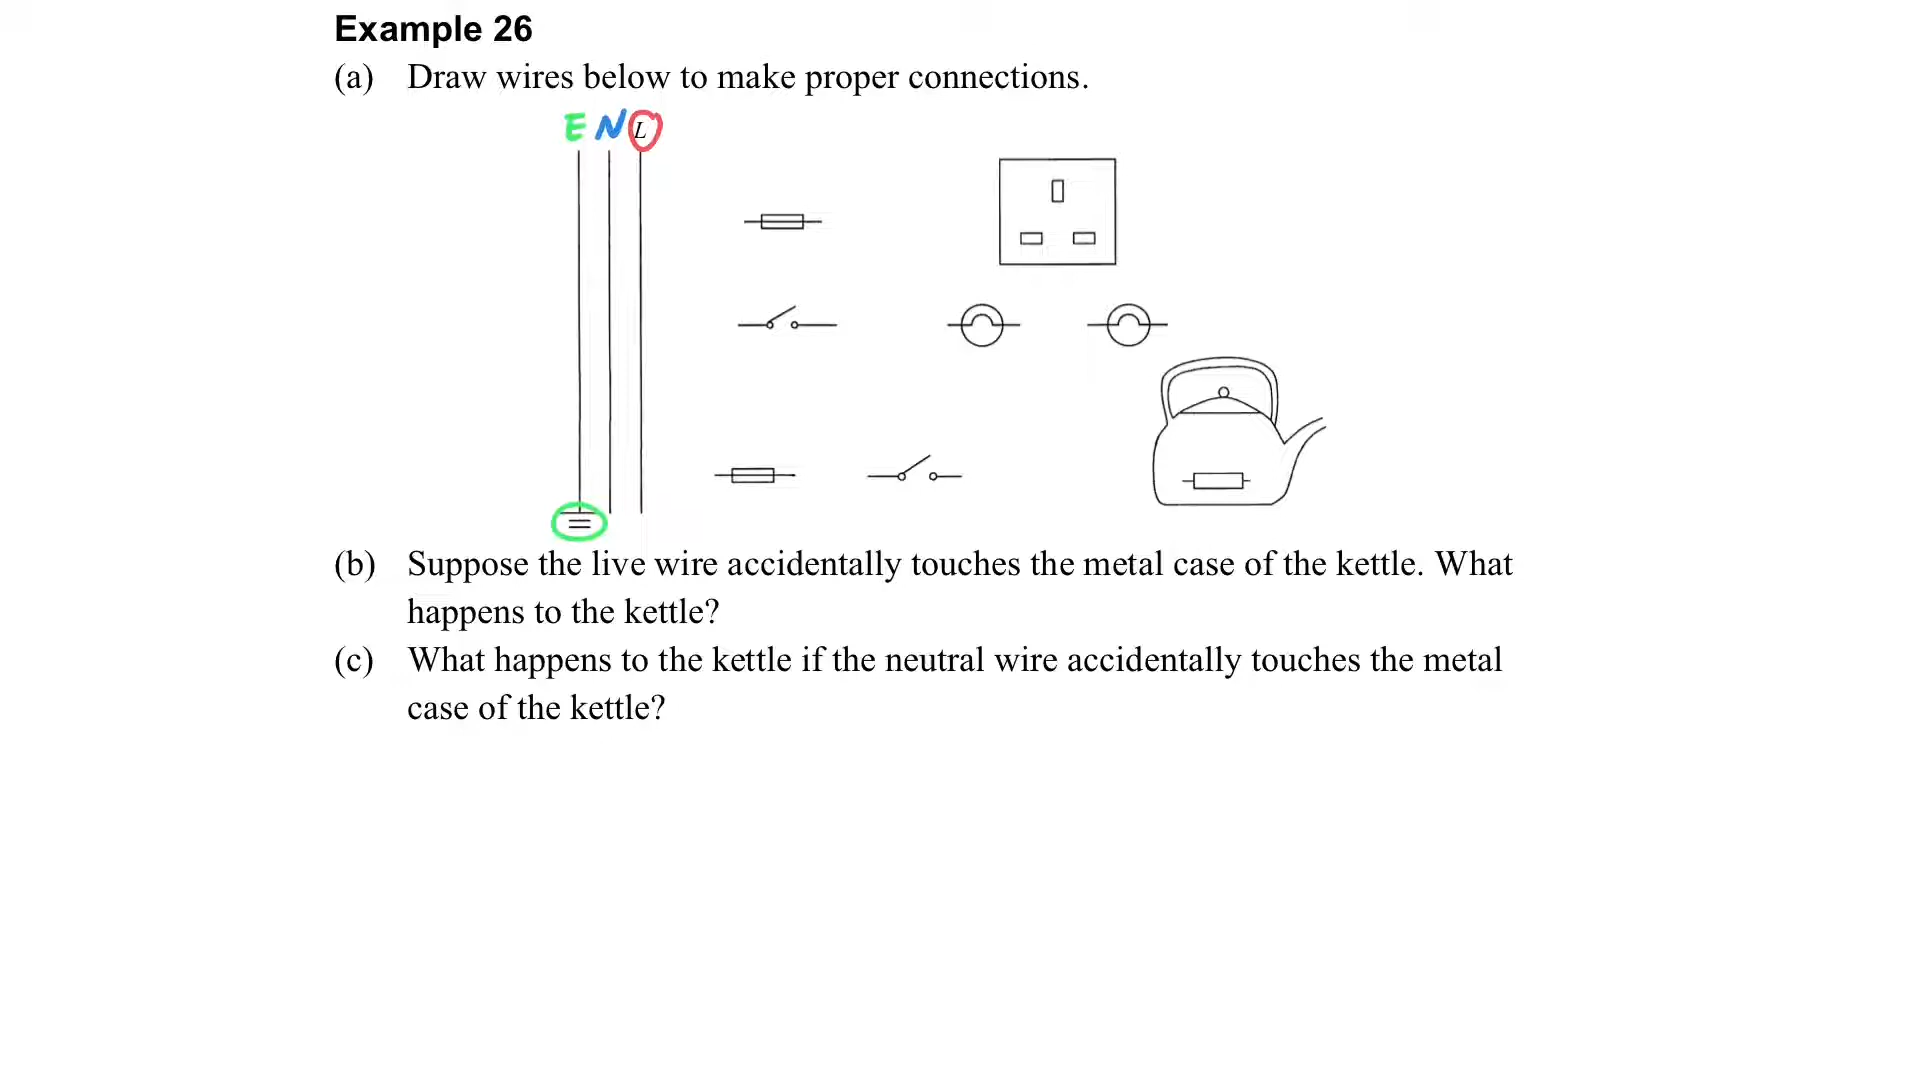 Example 26
(a) Draw wires below to make proper connections.
E N L
(b) Suppose the live wire accidentally touches the metal case of the kettle. What
happens to the kettle?
(c) What happens to the kettle if the neutral wire accidentally touches the metal
case of the kettle?